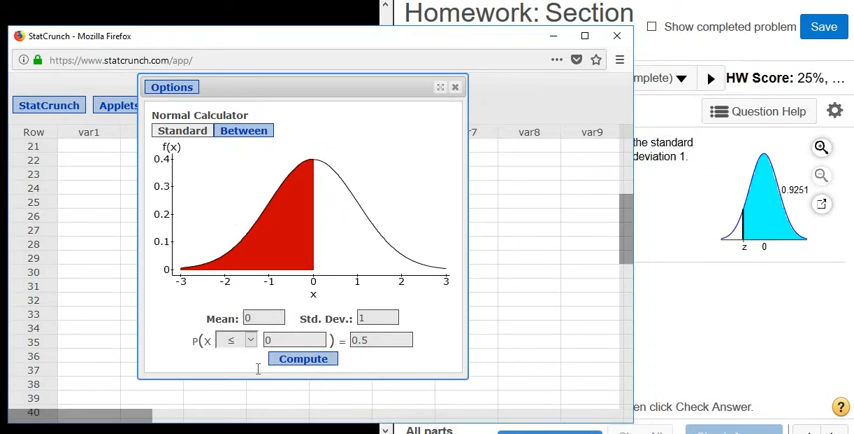 Homework: Section
Show completed problem
Save
StatCrunch - Mozilla Firefox
https://www.statcrunch.com/app/
HW Score: 25%, ...
Question Help
Options
StatCrunch
Applets
Normal Calculator
Standard
Between
Row
var1
var8
var9
f(x)
0.4
0.3
0.2
0.1
0
-3
-2
-1
0
1
2
3
x
21
22
23
24
25
26
27
28
29
30
31
32
33
34
35
36
37
38
39
40
Mean: 0
Std. Dev.: 1
P(x ≤ 0) = 0.5
Compute
the standard
deviation 1.
0.9251
z 0
en click Check Answer.
?
All parts